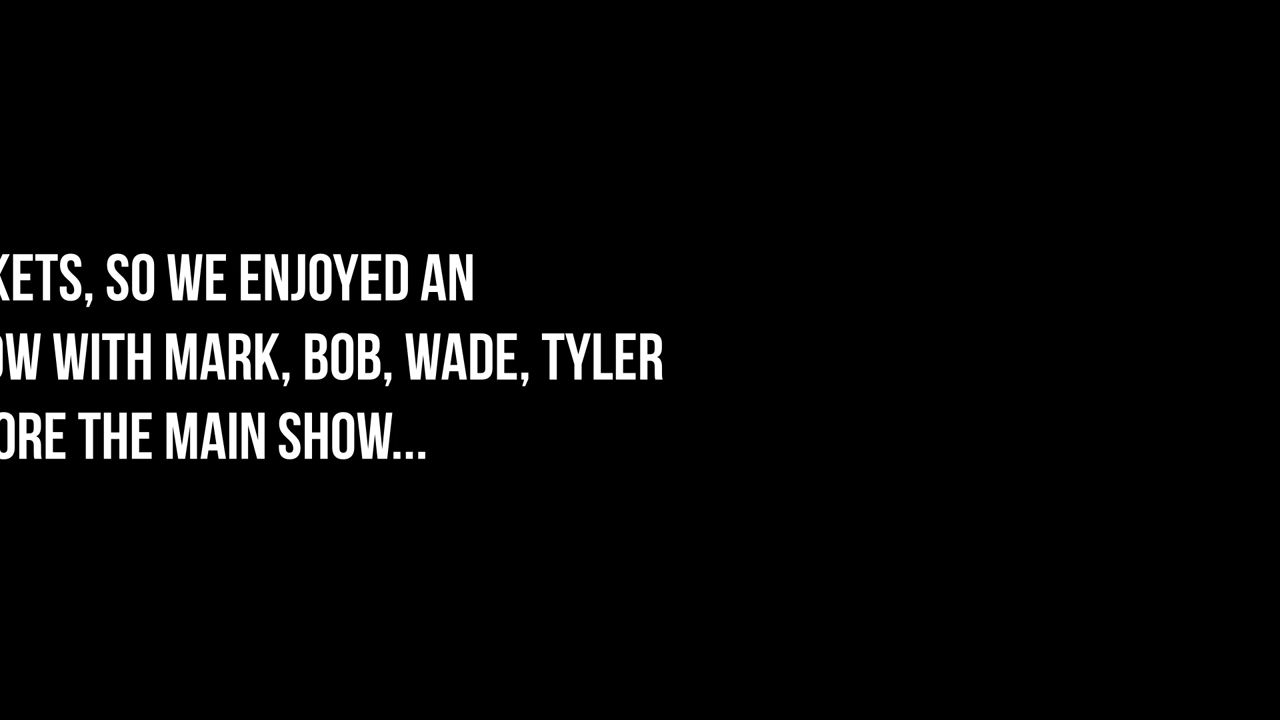 KETS, SO WE ENJOYED AN
OW WITH MARK, BOB, WADE, TYLER
ORE THE MAIN SHOW...